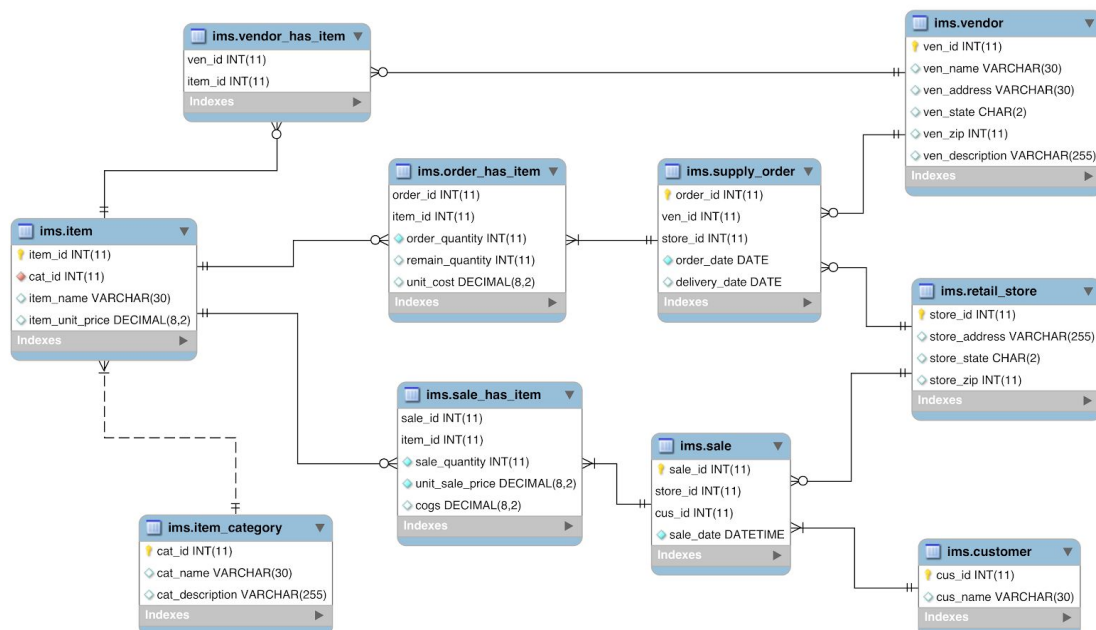 ims.vendor_has_item
ven_id INT(11)
item_id INT(11)
Indexes
ims.vendor
ven_id INT(11)
ven_name VARCHAR(30)
ven_address VARCHAR(30)
ven_state CHAR(2)
ven_zip INT(11)
ven_description VARCHAR(255)
Indexes
ims.order_has_item
order_id INT(11)
item_id INT(11)
order_quantity INT(11)
remain_quantity INT(11)
unit_cost DECIMAL(8,2)
Indexes
ims.supply_order
order_id INT(11)
ven_id INT(11)
store_id INT(11)
order_date DATE
delivery_date DATE
Indexes
ims.item
item_id INT(11)
cat_id INT(11)
item_name VARCHAR(30)
item_unit_price DECIMAL(8,2)
Indexes
ims.retail_store
store_id INT(11)
store_address VARCHAR(255)
store_state CHAR(2)
store_zip INT(11)
Indexes
ims.sale_has_item
sale_id INT(11)
item_id INT(11)
sale_quantity INT(11)
unit_sale_price DECIMAL(8,2)
cogs DECIMAL(8,2)
Indexes
ims.sale
sale_id INT(11)
store_id INT(11)
cus_id INT(11)
sale_date DATETIME
Indexes
ims.item_category
cat_id INT(11)
cat_name VARCHAR(30)
cat_description VARCHAR(255)
Indexes
ims.customer
cus_id INT(11)
cus_name VARCHAR(30)
Indexes